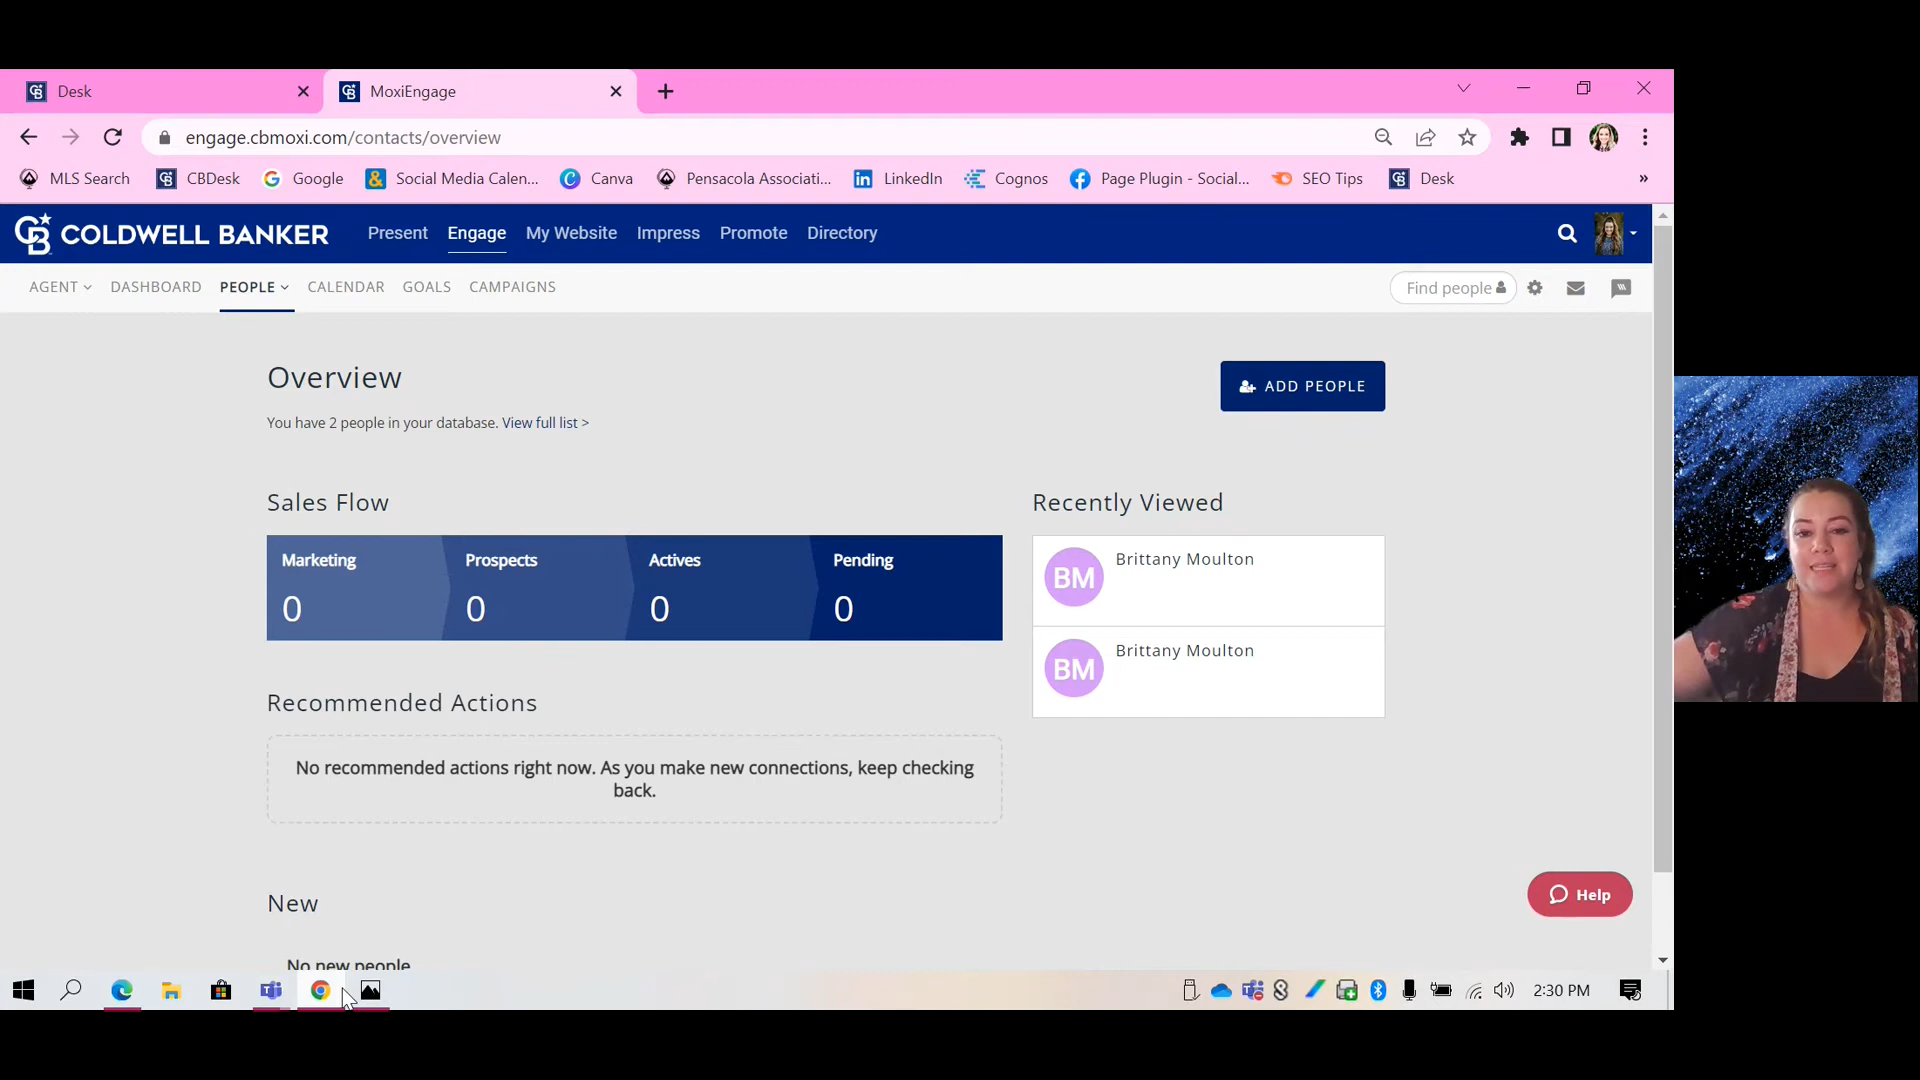 Desk
MoxiEngage
engage.cbmoxi.com/contacts/overview
MLS Search CBDesk Google Social Media Calen... Canva Pensacola Associati... LinkedIn Cognos Page Plugin - Social... SEO Tips Desk »
COLDWELL BANKER Present Engage My Website Impress Promote Directory
AGENT DASHBOARD PEOPLE CALENDAR GOALS CAMPAIGNS Find people
Overview
ADD PEOPLE
You have 2 people in your database. View full list >
Sales Flow
Marketing Prospects Actives Pending
0 0 0 0
Recently Viewed
BM Brittany Moulton
BM Brittany Moulton
Recommended Actions
No recommended actions right now. As you make new connections, keep checking
back.
New
No new people
Help
2:30 PM